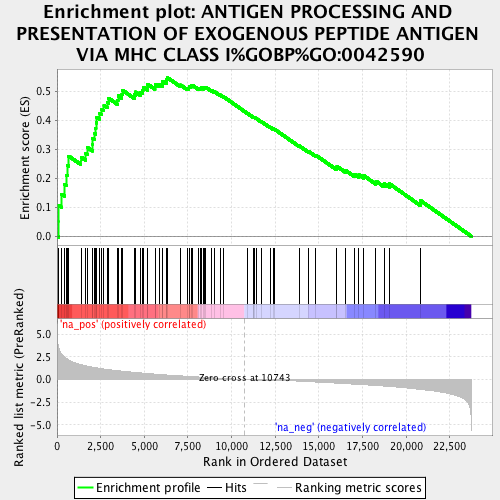 Enrichment plot: ANTIGEN PROCESSING AND
PRESENTATION OF EXOGENOUS PEPTIDE ANTIGEN
VIA MHC CLASS I%GOBP%GO:0042590
Enrichment score (ES)
0.5
0.4
0.3
0.2
0.1
0.0
'na_pos' (positively correlated)
Ranked list metric (PreRanked)
5.0
2.5
0.0
-2.5
-5.0
Zero cross at 10743
'na_neg' (negatively correlated)
0 2,500 5,000 7,500 10,000 12,500 15,000 17,500 20,000 22,500
Rank in Ordered Dataset
Enrichment profile Hits Ranking metric scores